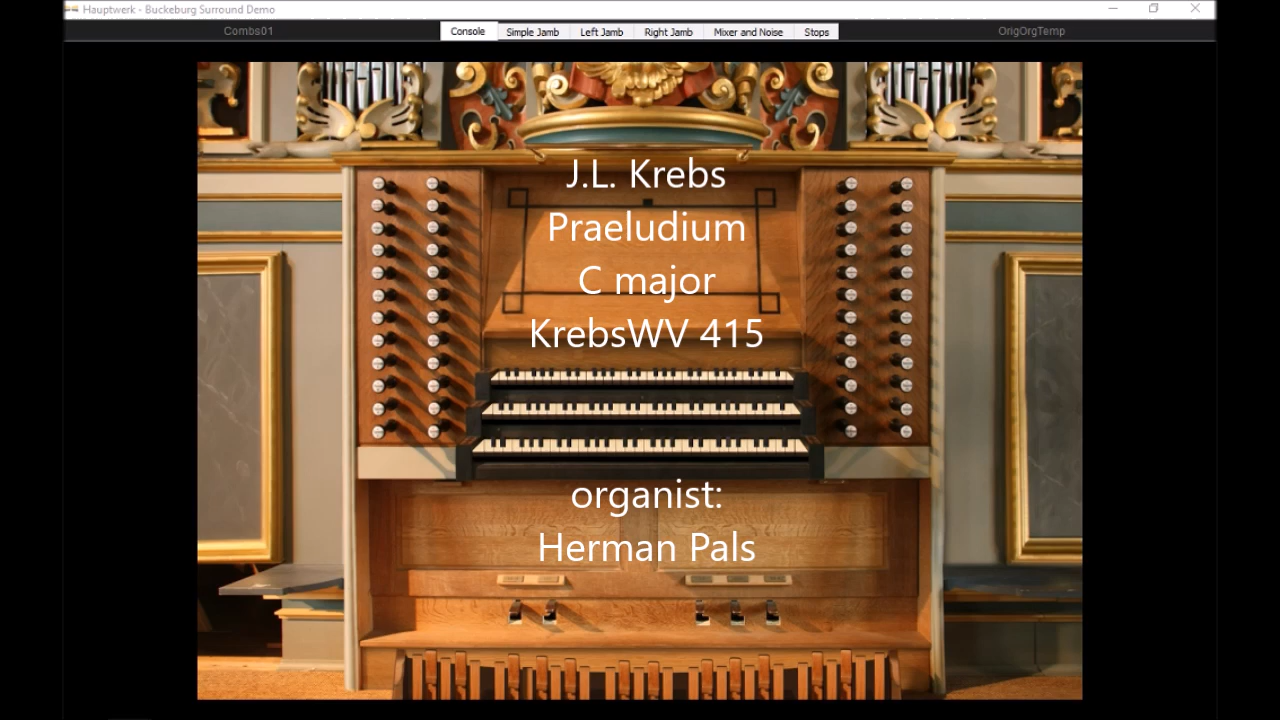 Hauptwerk - Buckeburg Surround Demo
Combs01
Console
Simple Jamb
Left Jamb
Right Jamb
Mixer and Noise
Stops
OrigOrgTemp
J.L. Krebs
Praeludium
C major
KrebsWV 415
organist:
Herman Pals